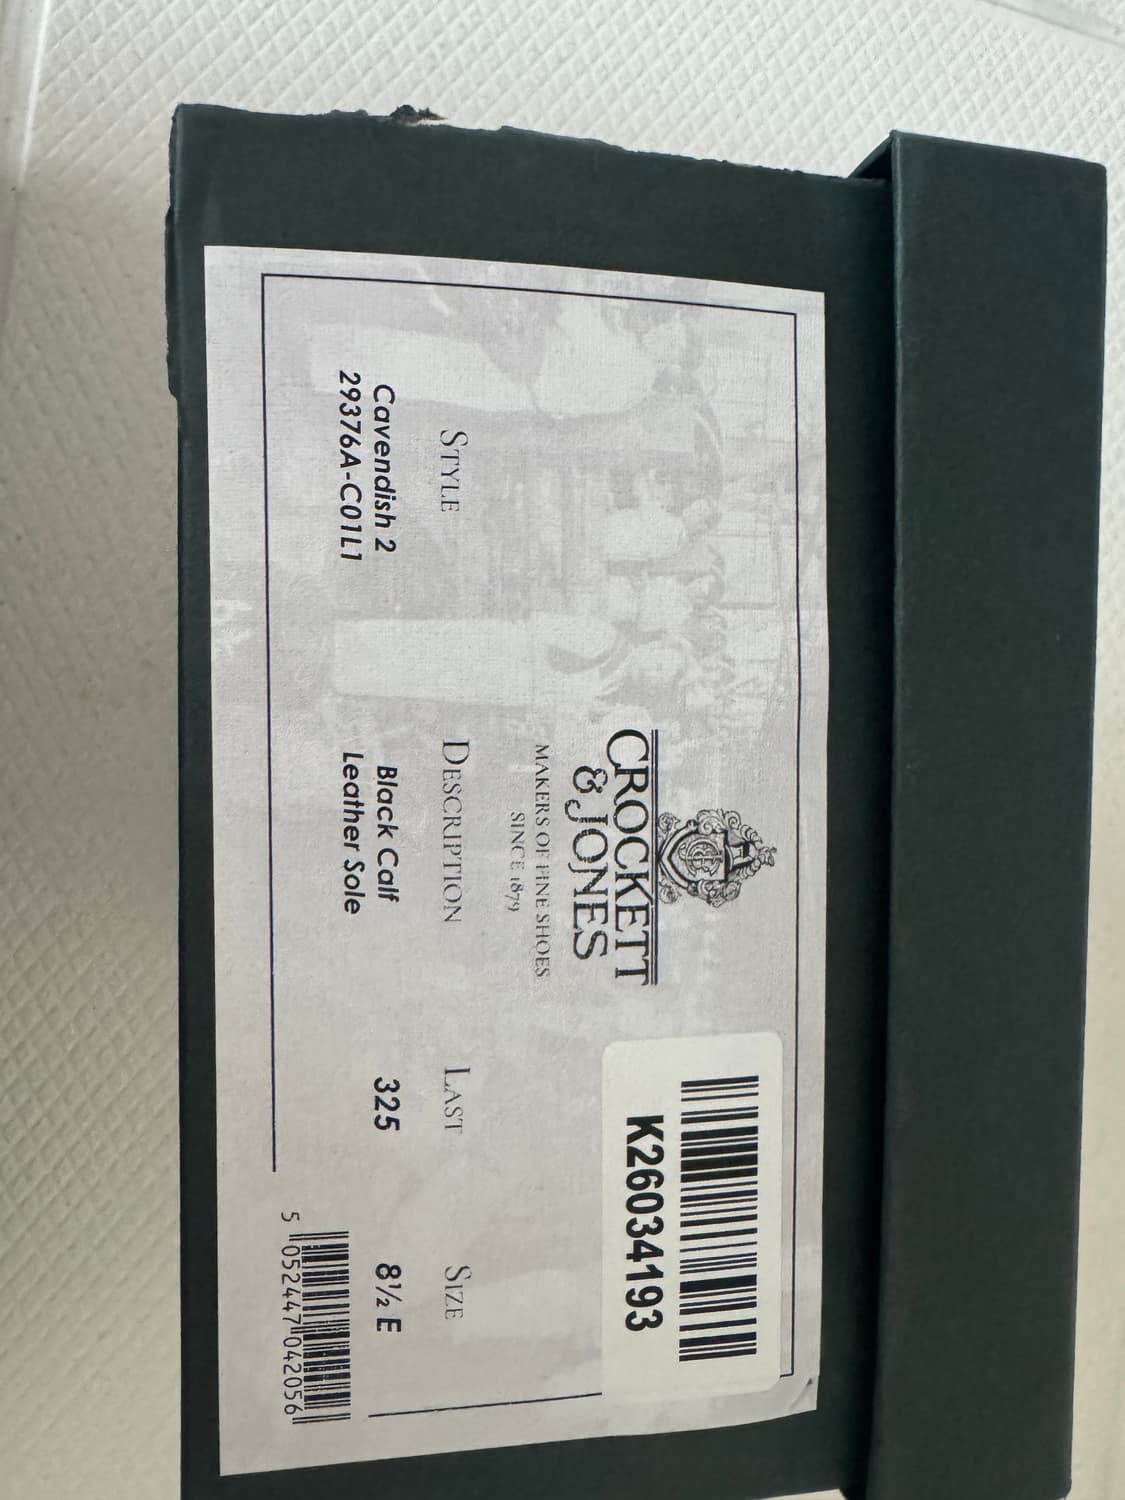 CROCKETT
& JONES
MAKERS OF FINE SHOES
SINCE 1879
K26034193
STYLE DESCRIPTION LAST SIZE
Cavendish 2 Black Calf 325 8½ E
29376A-C01L1 Leather Sole
5 052447 042056